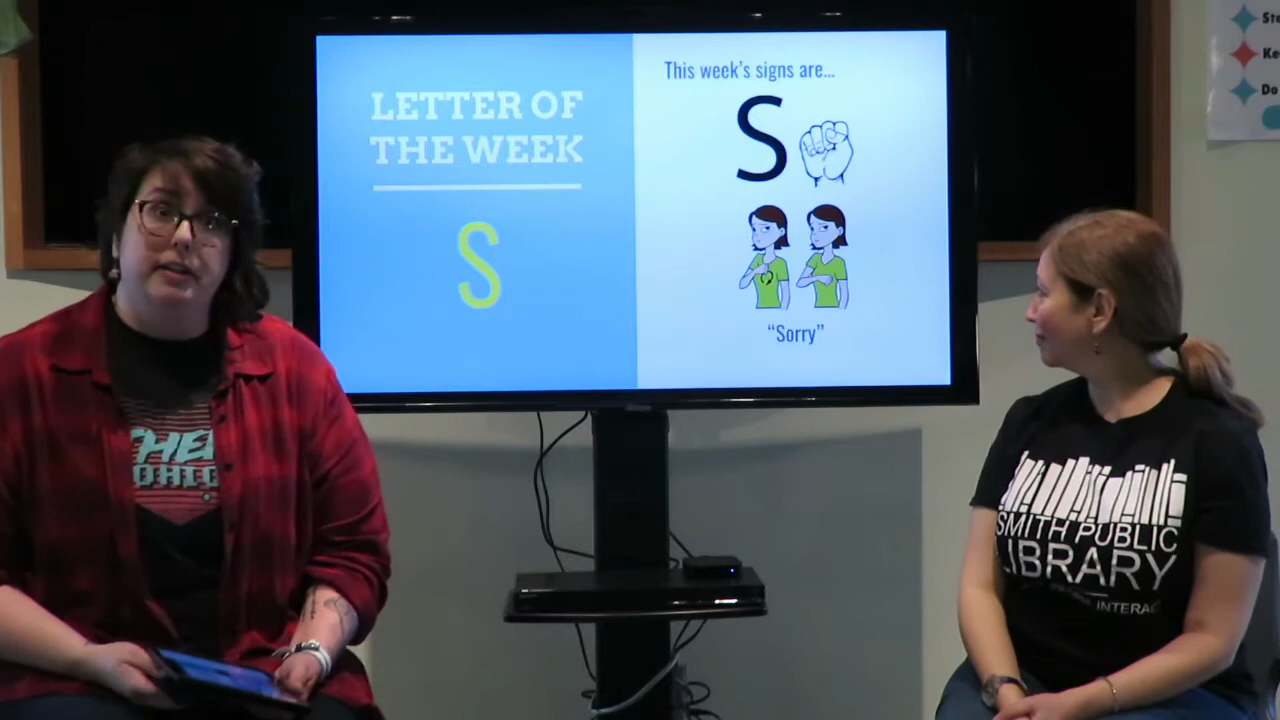 LETTER OF
THE WEEK
S
This week's signs are...
S
"Sorry"
SMITH PUBLIC
LIBRARY